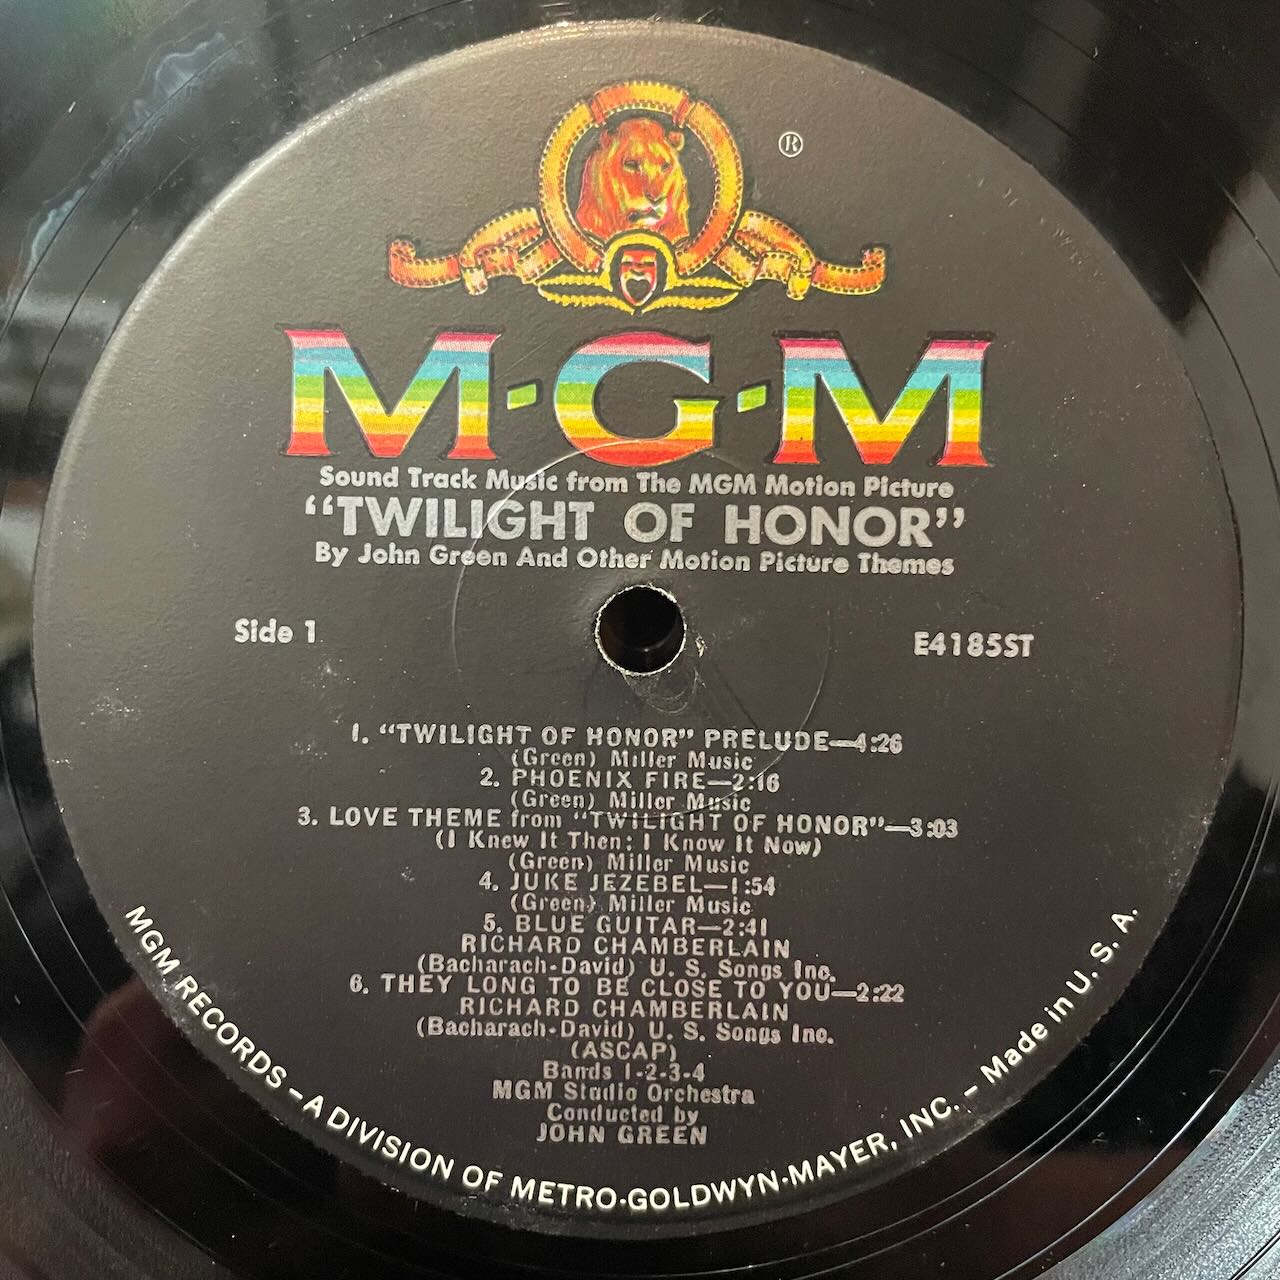 ®
M·G·M
Sound Track Music from The MGM Motion Picture
“TWILIGHT OF HONOR”
By John Green And Other Motion Picture Themes
Side 1
E4185ST
1. “TWILIGHT OF HONOR” PRELUDE—4:26
(Green) Miller Music
2. PHOENIX FIRE—2:16
(Green) Miller Music
3. LOVE THEME from “TWILIGHT OF HONOR”—3:03
(I Knew It Then; I Know It Now)
(Green) Miller Music
4. JUKE JEZEBEL—1:54
(Green) Miller Music
5. BLUE GUITAR—2:41
RICHARD CHAMBERLAIN
(Bacharach-David) U. S. Songs Inc.
6. THEY LONG TO BE CLOSE TO YOU—2:22
RICHARD CHAMBERLAIN
(Bacharach-David) U. S. Songs Inc.
(ASCAP)
Bands 1-2-3-4
MGM Studio Orchestra
Conducted by
JOHN GREEN
MGM RECORDS – A DIVISION OF METRO-GOLDWYN-MAYER, INC. – Made in U. S. A.